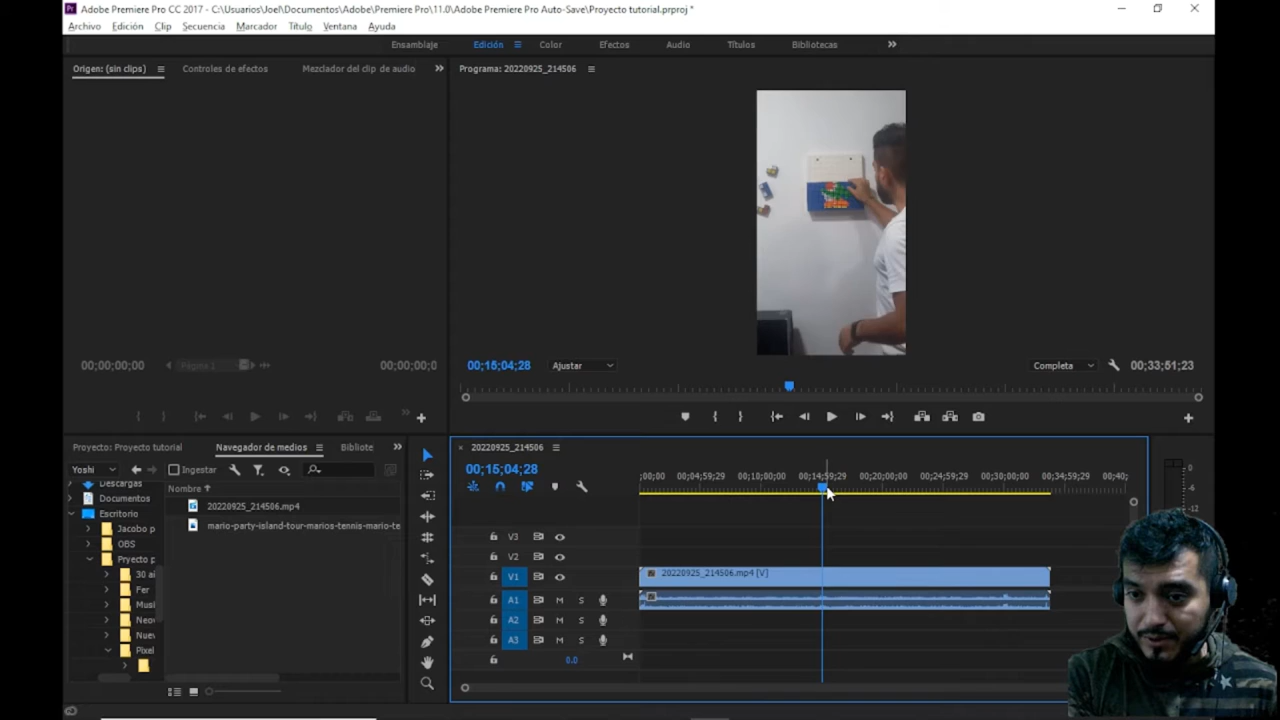 Adobe Premiere Pro CC 2017 - C:\Usuarios\Joel\Documentos\Adobe\Premiere Pro\11.0\Adobe Premiere Pro Auto-Save\Proyecto tutorial.prproj *
Archivo Edición Clip Secuencia Marcador Título Ventana Ayuda
Ensamblaje Edición Color Efectos Audio Títulos Bibliotecas
Origen: (sin clips) Controles de efectos Mezclador del clip de audio
Programa: 20220925_214506
00;00;00;00 Página 1 00;00;00;0
00;15;04;28 Ajustar Completa 00;33;51;23
Proyecto: Proyecto tutorial Navegador de medios Bibliote
20220925_214506
Yoshi Ingestar
00;15;04;28
;00;00 00;04;59;29 00;10;00;00 00;14;59;29 00;20;00;00 00;24;59;29 00;30;00;00 00;34;59;29 00;40;
Descargas
Documentos
Escritorio
Jacobo p
OBS
Pryecto p
30 ai
Fer
Musi
Neo
Nue
Pixel
Nombre
20220925_214506.mp4
mario-party-island-tour-marios-tennis-mario-te
V3
V2
V1 20220925_214506.mp4 [V]
A1 M S
A2 M S
A3 M S
0.0
0
-6
-12